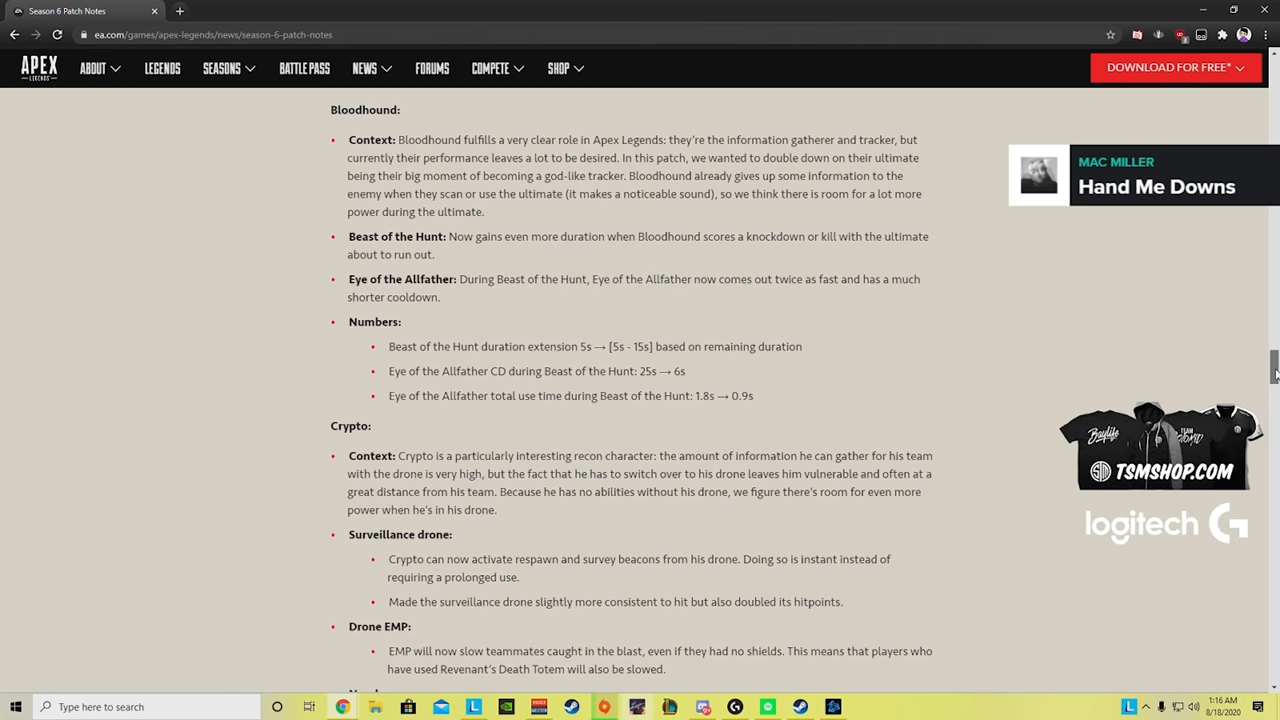 Season 6 Patch Notes
ea.com/games/apex-legends/news/season-6-patch-notes
APEX
LEGENDS
ABOUT
LEGENDS
SEASONS
BATTLE PASS
NEWS
FORUMS
COMPETE
SHOP
DOWNLOAD FOR FREE*
Bloodhound:
• Context: Bloodhound fulfills a very clear role in Apex Legends: they're the information gatherer and tracker, but
currently their performance leaves a lot to be desired. In this patch, we wanted to double down on their ultimate
being their big moment of becoming a god-like tracker. Bloodhound already gives up some information to the
enemy when they scan or use the ultimate (it makes a noticeable sound), so we think there is room for a lot more
power during the ultimate.
• Beast of the Hunt: Now gains even more duration when Bloodhound scores a knockdown or kill with the ultimate
about to run out.
• Eye of the Allfather: During Beast of the Hunt, Eye of the Allfather now comes out twice as fast and has a much
shorter cooldown.
• Numbers:
• Beast of the Hunt duration extension 5s → [5s - 15s] based on remaining duration
• Eye of the Allfather CD during Beast of the Hunt: 25s → 6s
• Eye of the Allfather total use time during Beast of the Hunt: 1.8s → 0.9s
Crypto:
• Context: Crypto is a particularly interesting recon character: the amount of information he can gather for his team
with the drone is very high, but the fact that he has to switch over to his drone leaves him vulnerable and often at a
great distance from his team. Because he has no abilities without his drone, we figure there's room for even more
power when he's in his drone.
• Surveillance drone:
• Crypto can now activate respawn and survey beacons from his drone. Doing so is instant instead of
requiring a prolonged use.
• Made the surveillance drone slightly more consistent to hit but also doubled its hitpoints.
• Drone EMP:
• EMP will now slow teammates caught in the blast, even if they had no shields. This means that players who
have used Revenant's Death Totem will also be slowed.
MAC MILLER
Hand Me Downs
Baylife
TEAM
TSMSHOP.COM
logitech G
Type here to search
1:16 AM
8/18/2020